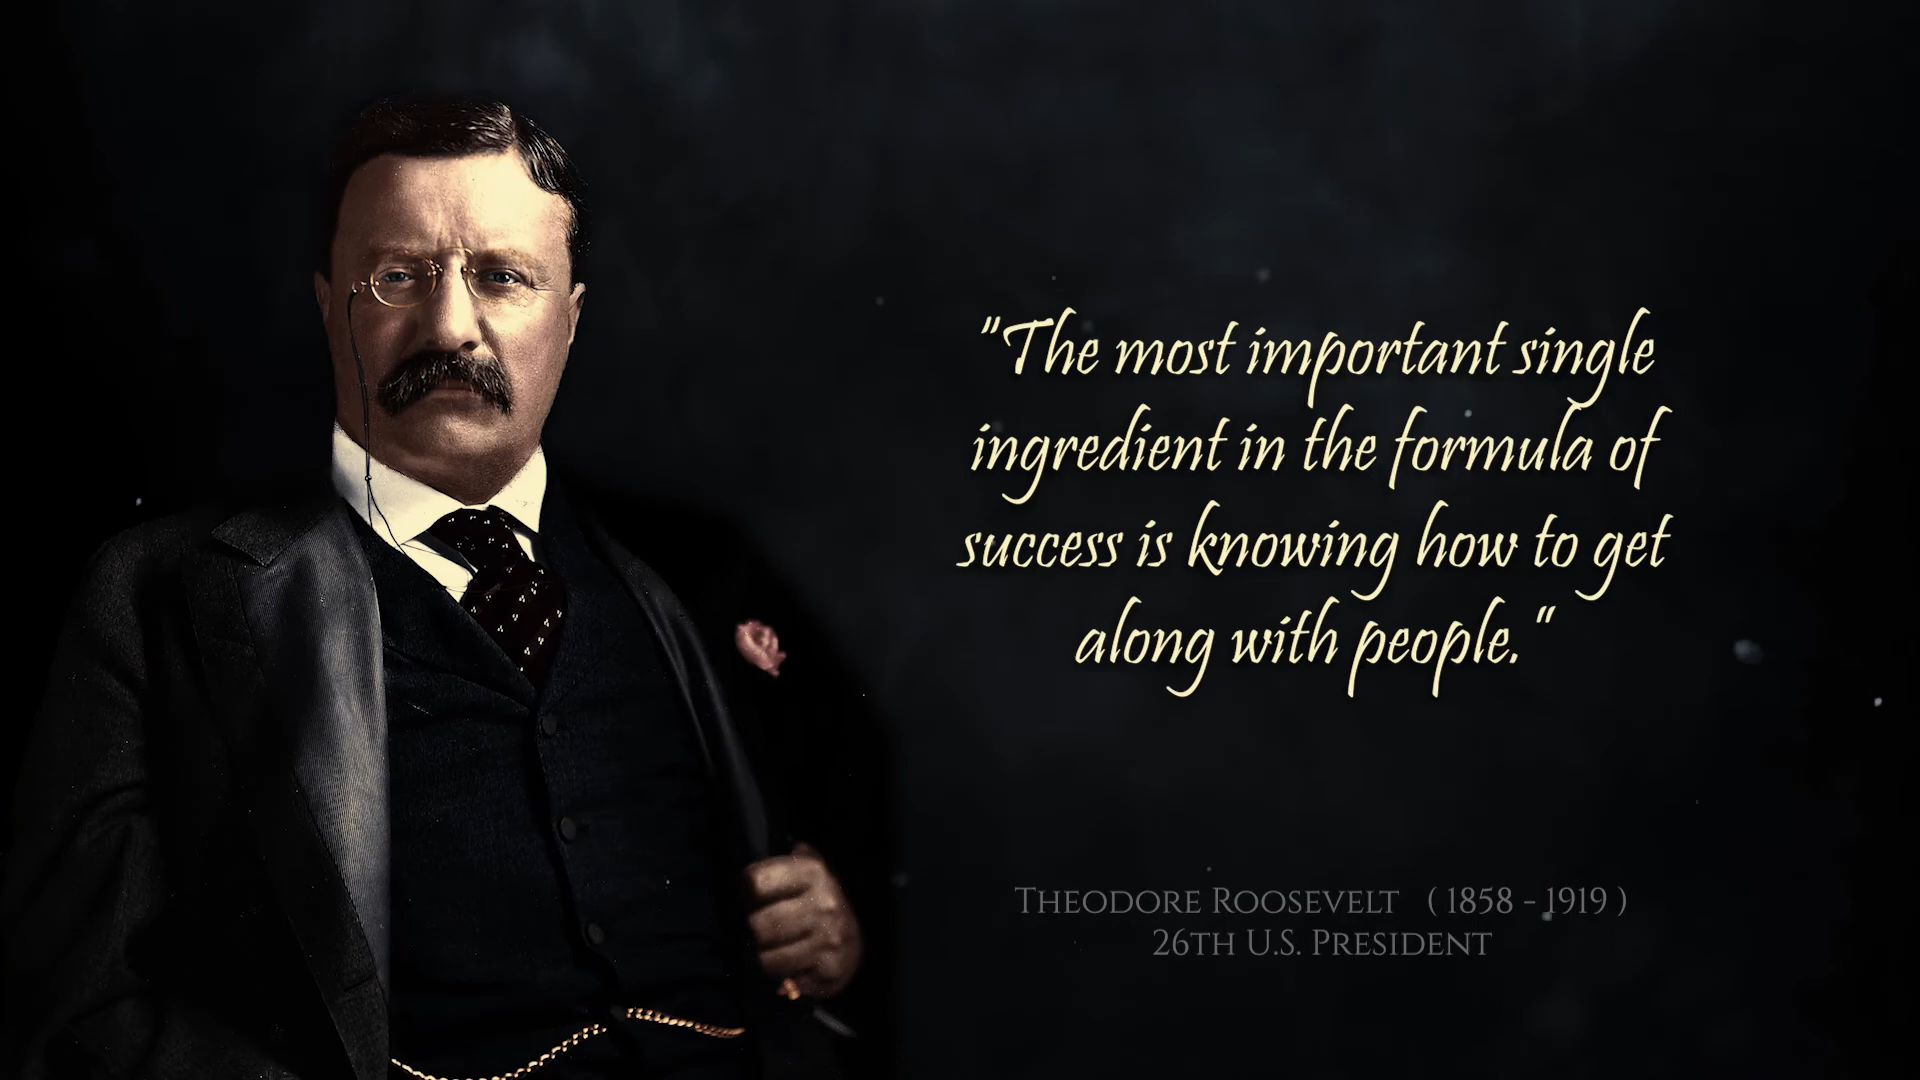 "The most important single
ingredient in the formula of
success is knowing how to get
along with people."
Theodore Roosevelt ( 1858 - 1919 )
26th U.S. President